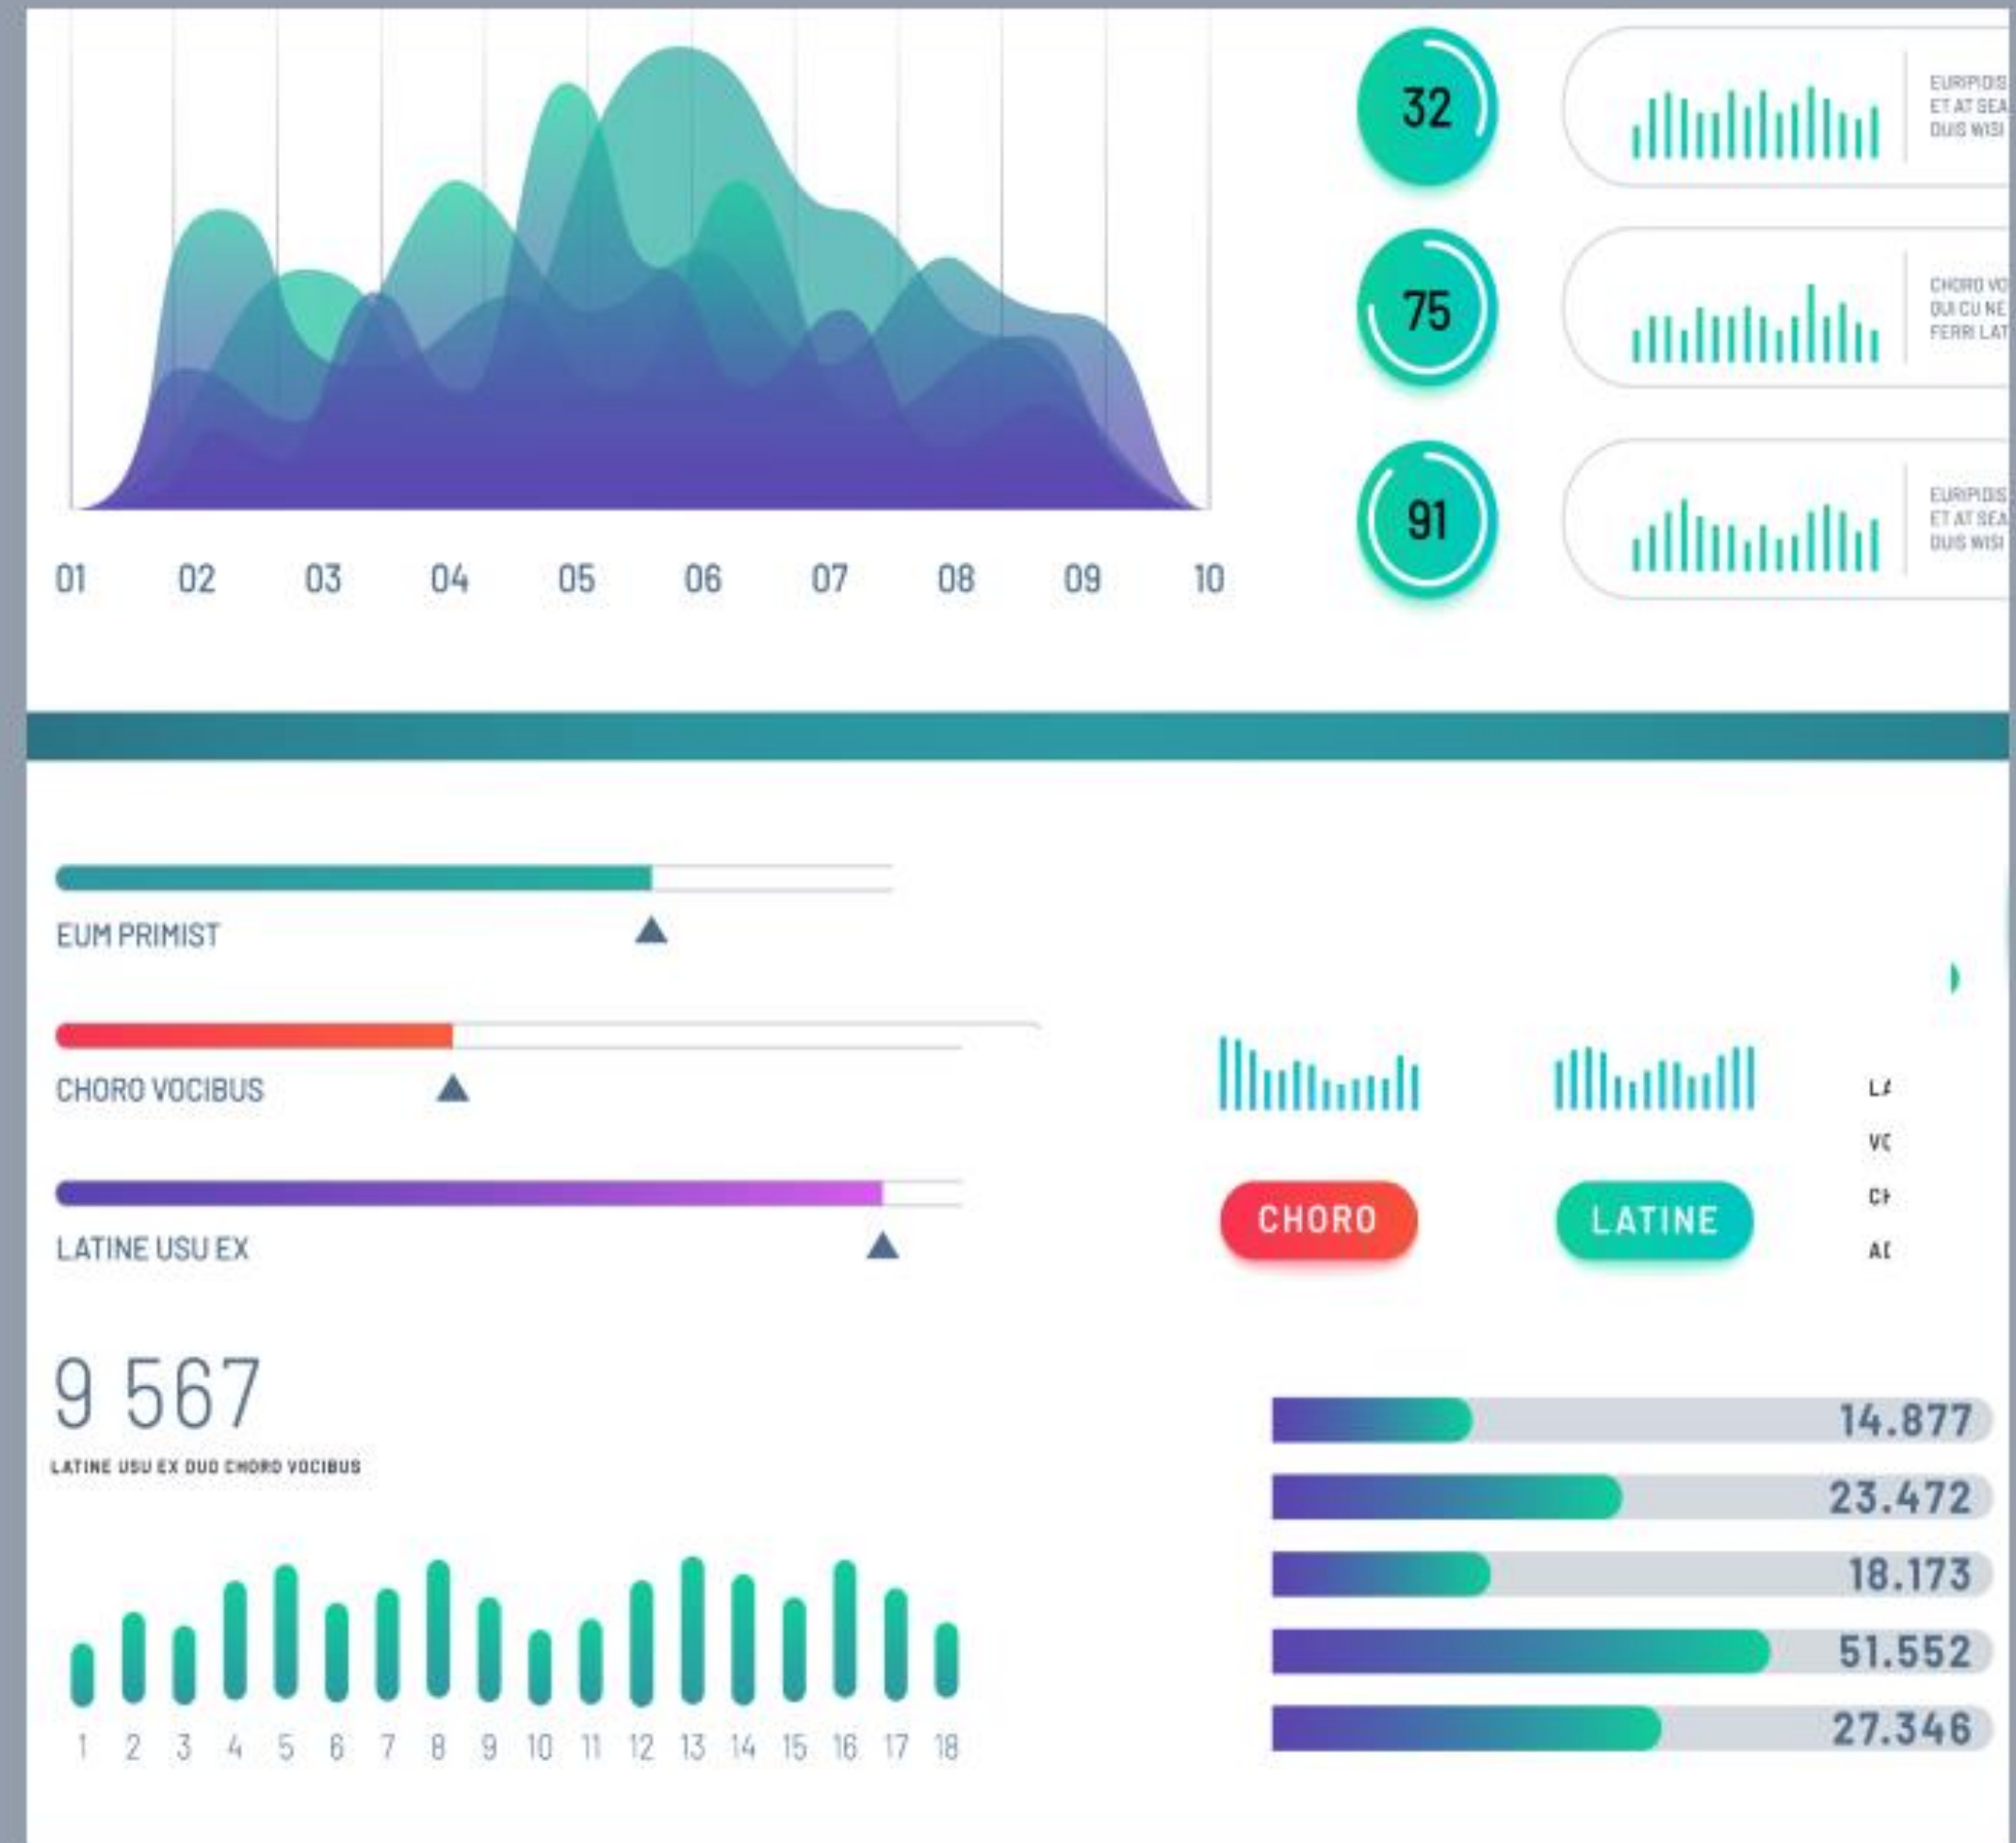 32
EURIPIDIS
ET AT SEA
DUIS WISI
75
CHORO VO
QUI CU NE
FERRI LAT
91
EURIPIDIS
ET AT SEA
DUIS WISI
01 02 03 04 05 06 07 08 09 10
EUM PRIMIST
CHORO VOCIBUS
LATINE USU EX
CHORO
LATINE
VO
9 567
LATINE USU EX DUO CHORO VOCIBUS
14.877
23.472
18.173
51.552
27.346
1 2 3 4 5 6 7 8 9 10 11 12 13 14 15 16 17 18